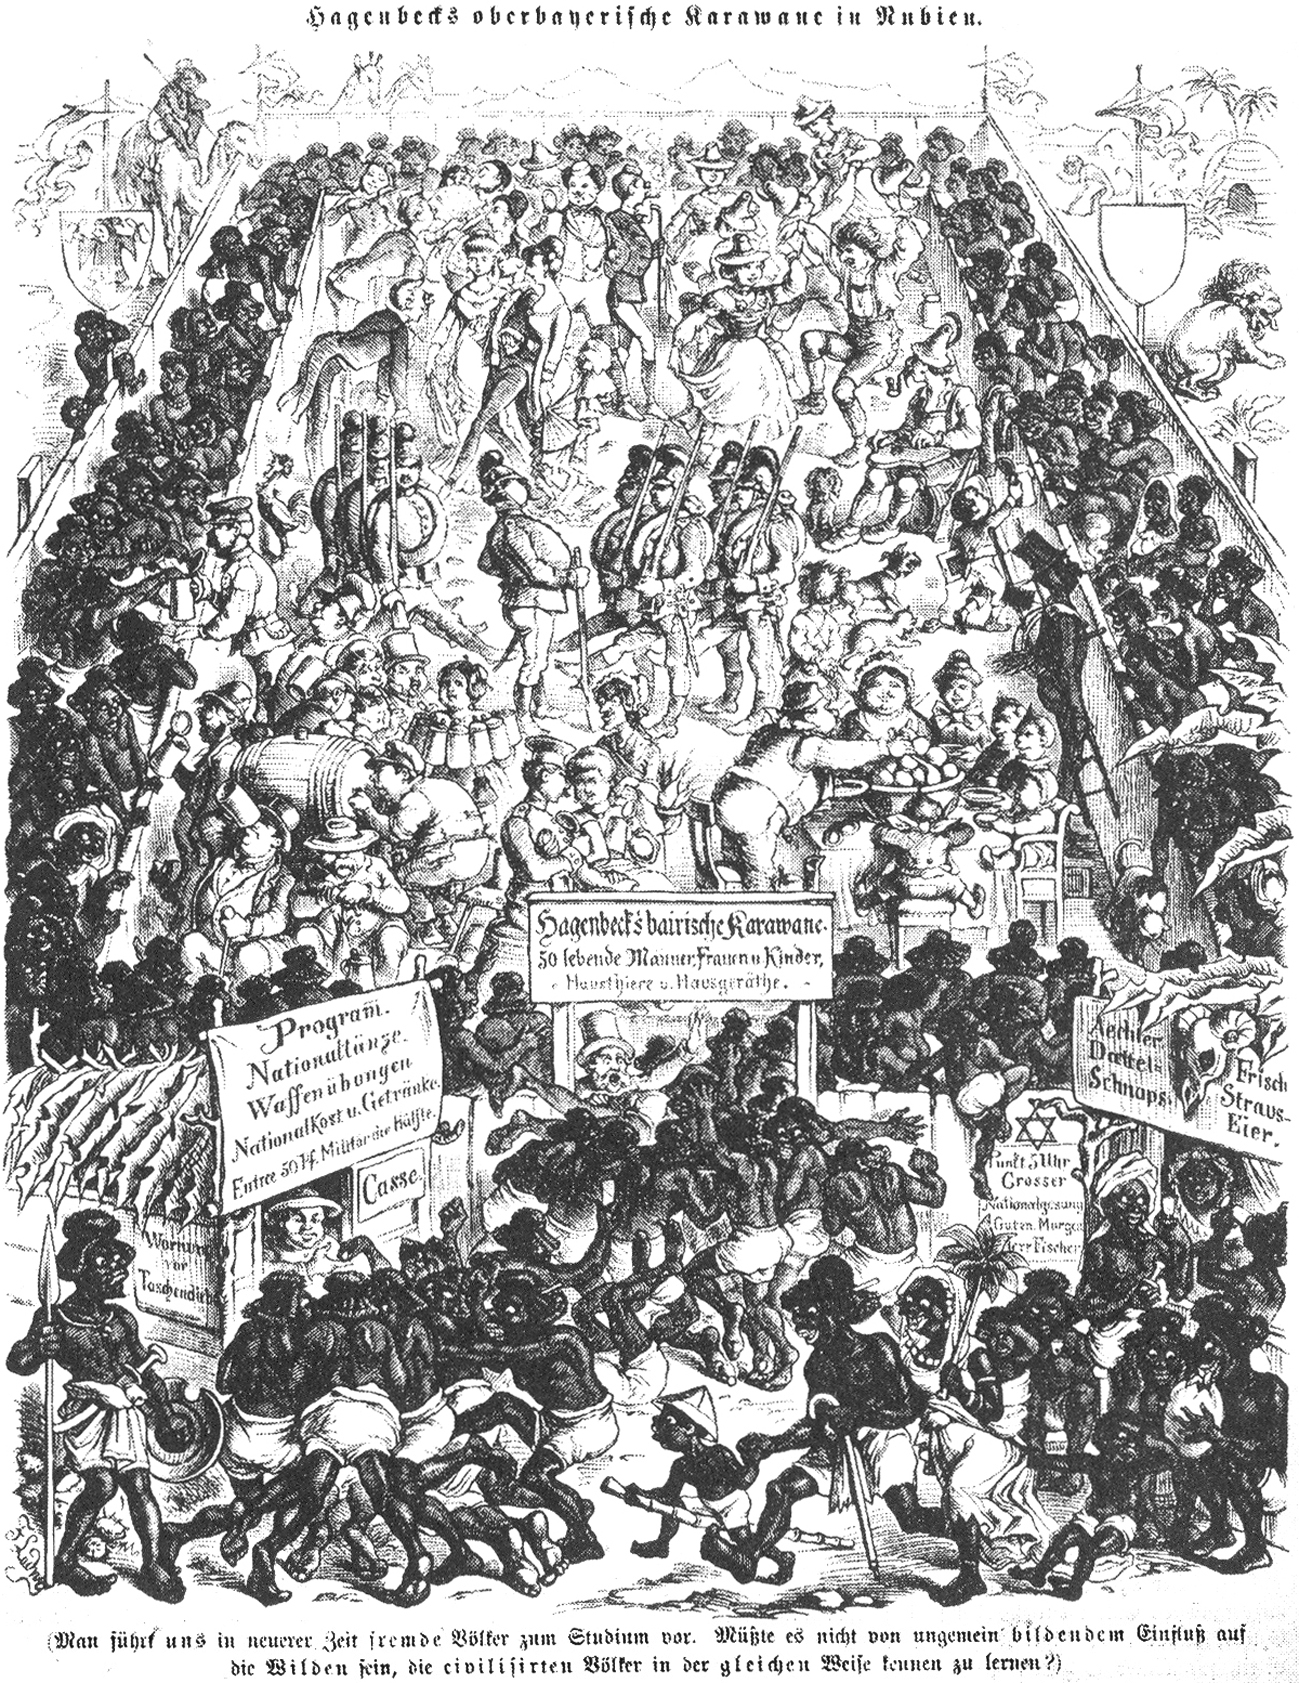 Hagenbecks oberbayerische Karawane in Nubien.
Hagenbeck's bairische Karawane.
50 lebende Männer, Frauen u. Kinder,
Hausthiere u. Hausgeräthe.
Program.
Nationaltänze.
Waffenübungen
Nationalkost u. Getränke.
Entree 50 Pf. Militär die Hälfte.
Casse.
Warnung
vor
Taschendieben
Aechter
Dattel-
Schnaps.
Frisch
Straus-
Eier.
Punkt 5 Uhr
Grosser
Nationalgesang
Guten Morgen
Herr Fischer
(Man führt uns in neuerer Zeit fremde Völker zum Studium vor. Müßte es nicht von ungemein bildendem Einfluß auf
die Wilden sein, die civilisirten Völker in der gleichen Weise kennen zu lernen?)